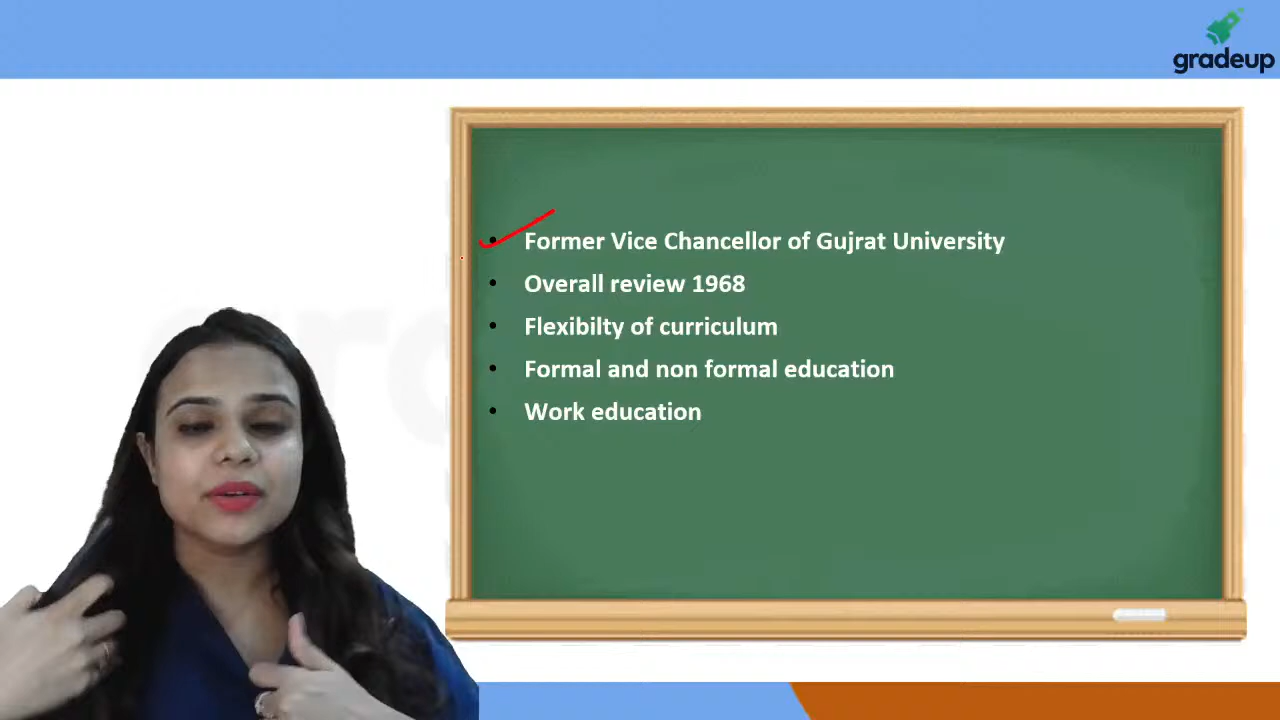 gradeup
• Former Vice Chancellor of Gujrat University
• Overall review 1968
• Flexibilty of curriculum
• Formal and non formal education
• Work education